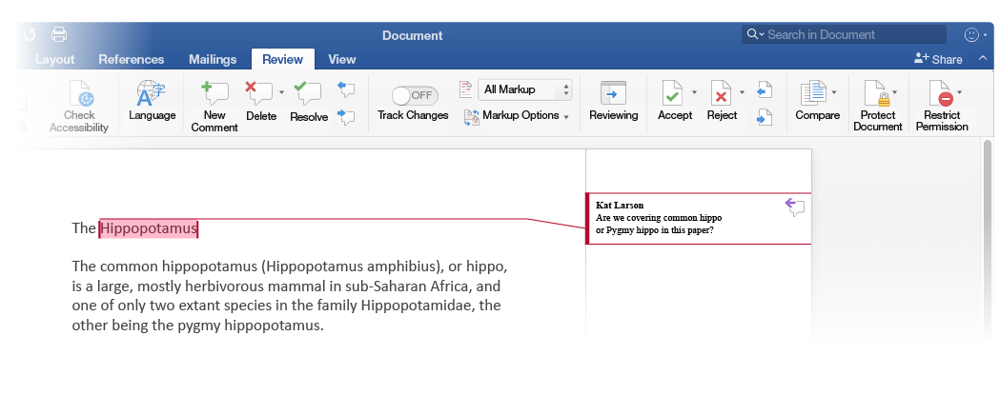 Document
Search in Document
Layout References Mailings Review View
Share
Check Accessibility
Language
New Comment
Delete
Resolve
OFF
Track Changes
All Markup
Markup Options
Reviewing
Accept
Reject
Compare
Protect Document
Restrict Permission
Kat Larson
Are we covering common hippo
or Pygmy hippo in this paper?
The Hippopotamus
The common hippopotamus (Hippopotamus amphibius), or hippo,
is a large, mostly herbivorous mammal in sub-Saharan Africa, and
one of only two extant species in the family Hippopotamidae, the
other being the pygmy hippopotamus.